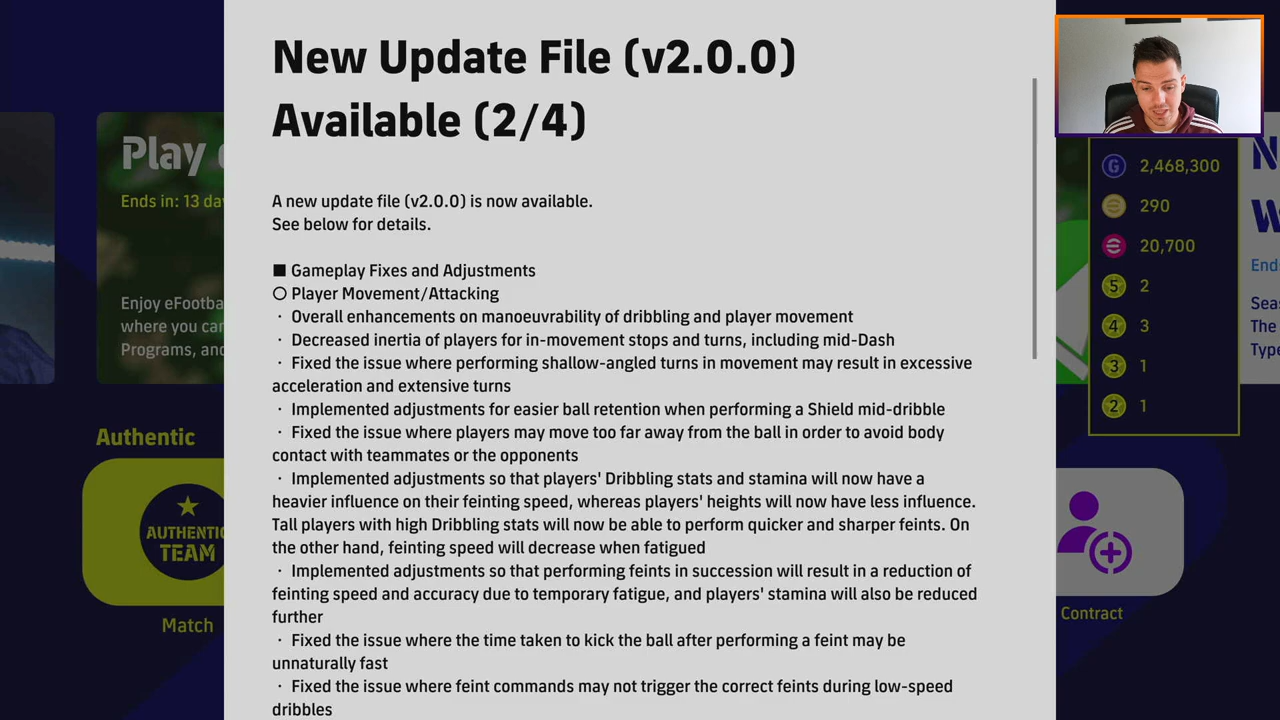 New Update File (v2.0.0)
Available (2/4)
A new update file (v2.0.0) is now available.
See below for details.
■ Gameplay Fixes and Adjustments
○ Player Movement/Attacking
・ Overall enhancements on manoeuvrability of dribbling and player movement
・ Decreased inertia of players for in-movement stops and turns, including mid-Dash
・ Fixed the issue where performing shallow-angled turns in movement may result in excessive
acceleration and extensive turns
・ Implemented adjustments for easier ball retention when performing a Shield mid-dribble
・ Fixed the issue where players may move too far away from the ball in order to avoid body
contact with teammates or the opponents
・ Implemented adjustments so that players' Dribbling stats and stamina will now have a
heavier influence on their feinting speed, whereas players' heights will now have less influence.
Tall players with high Dribbling stats will now be able to perform quicker and sharper feints. On
the other hand, feinting speed will decrease when fatigued
・ Implemented adjustments so that performing feints in succession will result in a reduction of
feinting speed and accuracy due to temporary fatigue, and players' stamina will also be reduced
further
・ Fixed the issue where the time taken to kick the ball after performing a feint may be
unnaturally fast
・ Fixed the issue where feint commands may not trigger the correct feints during low-speed
dribbles
Play
Ends in: 13 da
Enjoy eFootba
where you can
Programs, and
Authentic
AUTHENTIC
TEAM
Match
G 2,468,300
290
20,700
5 2
4 3
3 1
2 1
N
W
End
Seas
The
Type
Contract